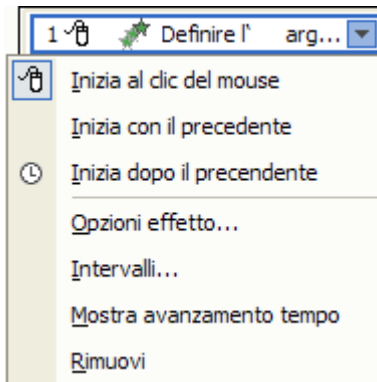 1 Definire l' arg...
Inizia al clic del mouse
Inizia con il precedente
Inizia dopo il precendente
Opzioni effetto...
Intervalli...
Mostra avanzamento tempo
Rimuovi